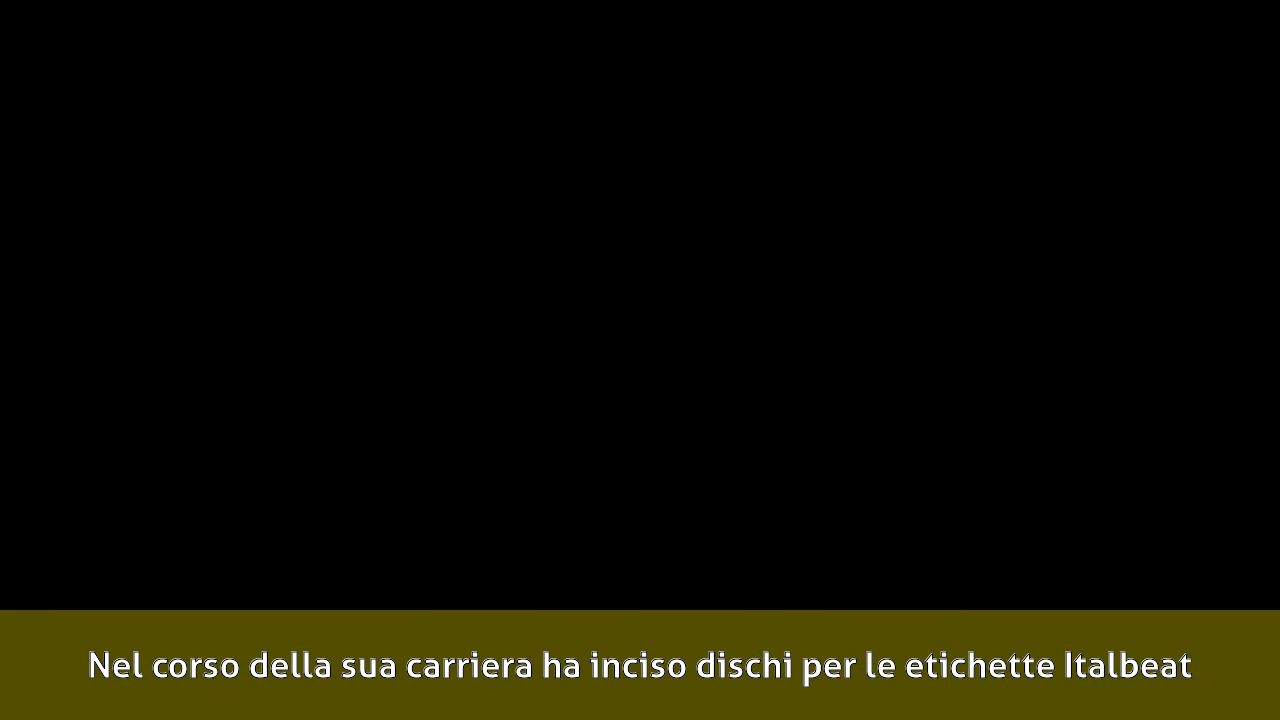 Nel corso della sua carriera ha inciso dischi per le etichette Italbeat